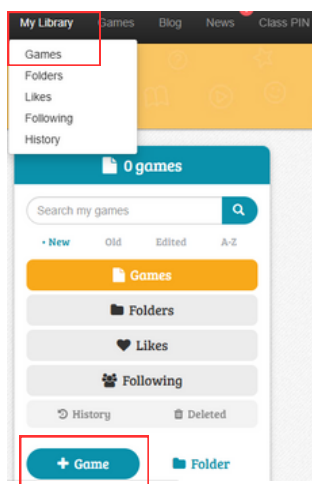 My Library Games Blog News Class PIN
Games
Folders
Likes
Following
History
0 games
Search my games
• New Old Edited A-Z
Games
Folders
Likes
Following
History Deleted
+ Game Folder